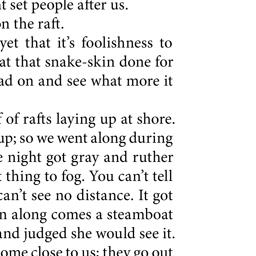 t set people after us.
on the raft.
yet that it's foolishness to
at that snake-skin done for
ad on and see what more it
f of rafts laying up at shore.
up; so we went along during
e night got gray and ruther
t thing to fog. You can't tell
can't see no distance. It got
n along comes a steamboat
and judged she would see it.
ome close to us; they go out